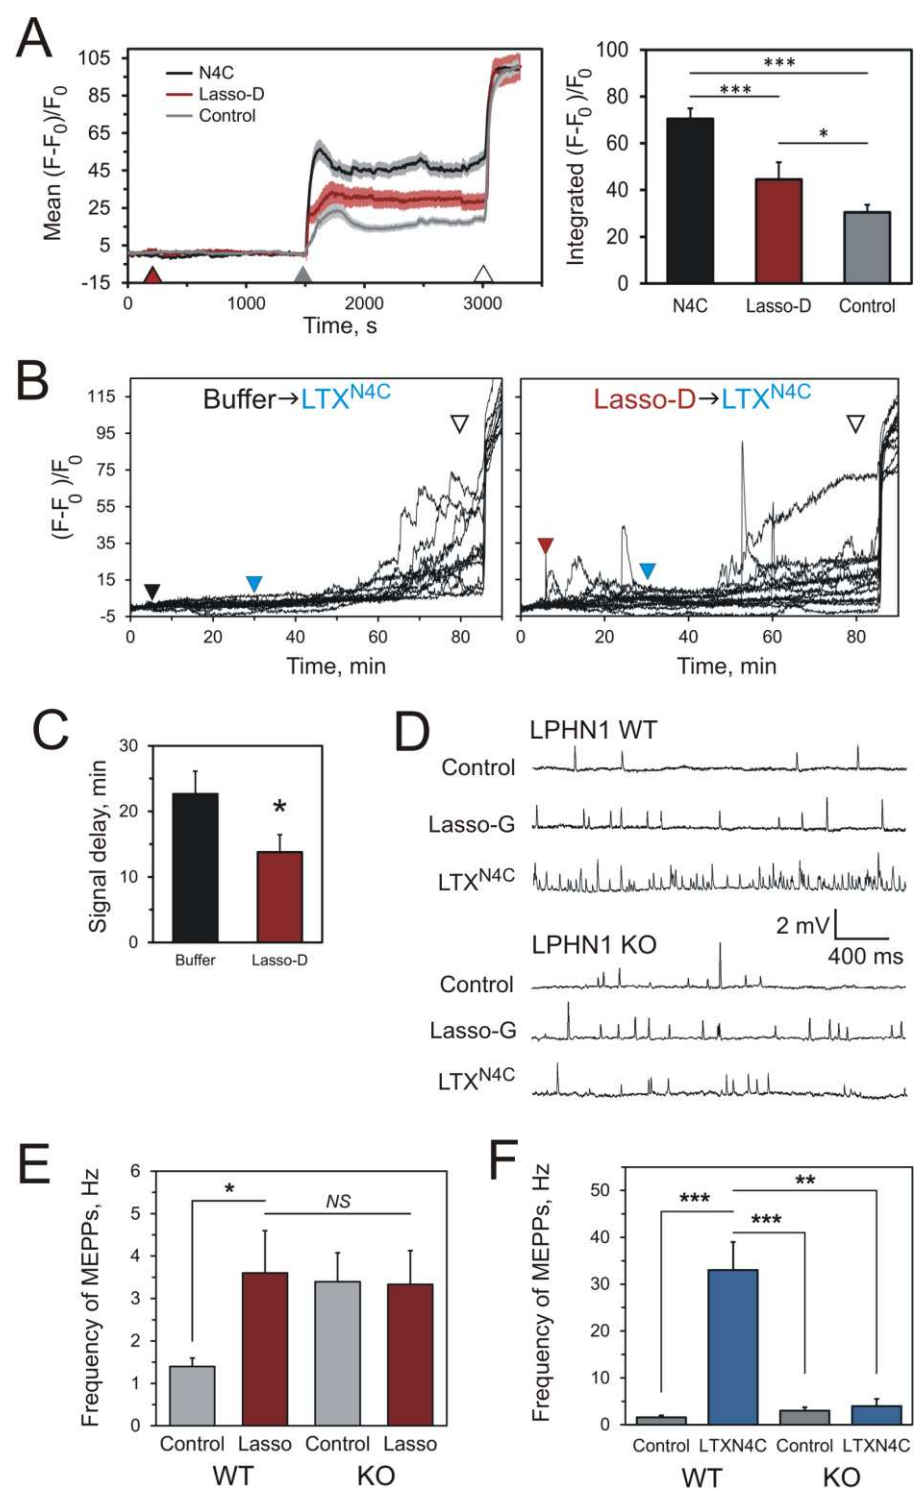 A
Mean (F-F0)/F0
105
85
65
45
25
5
-15
N4C
Lasso-D
Control
0
1000
2000
3000
Time, s
Integrated (F-F0)/F0
100
80
60
40
20
0
***
***
*
N4C
Lasso-D
Control
B
(F-F0)/F0
115
95
75
55
35
15
-5
Buffer→LTXN4C
0
20
40
60
80
Time, min
Lasso-D→LTXN4C
0
20
40
60
80
Time, min
C
Signal delay, min
30
20
10
0
*
Buffer
Lasso-D
D
LPHN1 WT
Control
Lasso-G
LTXN4C
2 mV
400 ms
LPHN1 KO
Control
Lasso-G
LTXN4C
E
Frequency of MEPPs, Hz
6
5
4
3
2
1
0
*
NS
Control
Lasso
Control
Lasso
WT
KO
F
Frequency of MEPPs, Hz
50
40
30
20
10
0
***
**
***
Control
LTXN4C
Control
LTXN4C
WT
KO